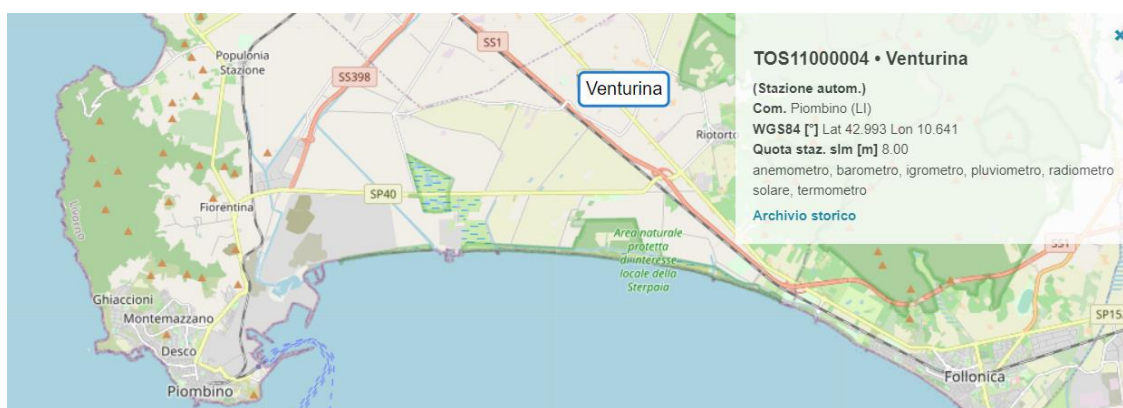 TOS11000004 • Venturina
(Stazione autom.)
Com. Piombino (LI)
WGS84 [°] Lat 42.993 Lon 10.641
Quota staz. slm [m] 8.00
anemometro, barometro, igrometro, pluviometro, radiometro
solare, termometro
Archivio storico
SS1
Populonia
Stazione
SS398
Venturina
Riotorto
SP40
Livorno
Fiorentina
Area naturale
protetta
di interesse
locale della
Sterpaia
SS1
Ghiaccioni
Montemazzano
SP152
Desco
Follonica
Piombino